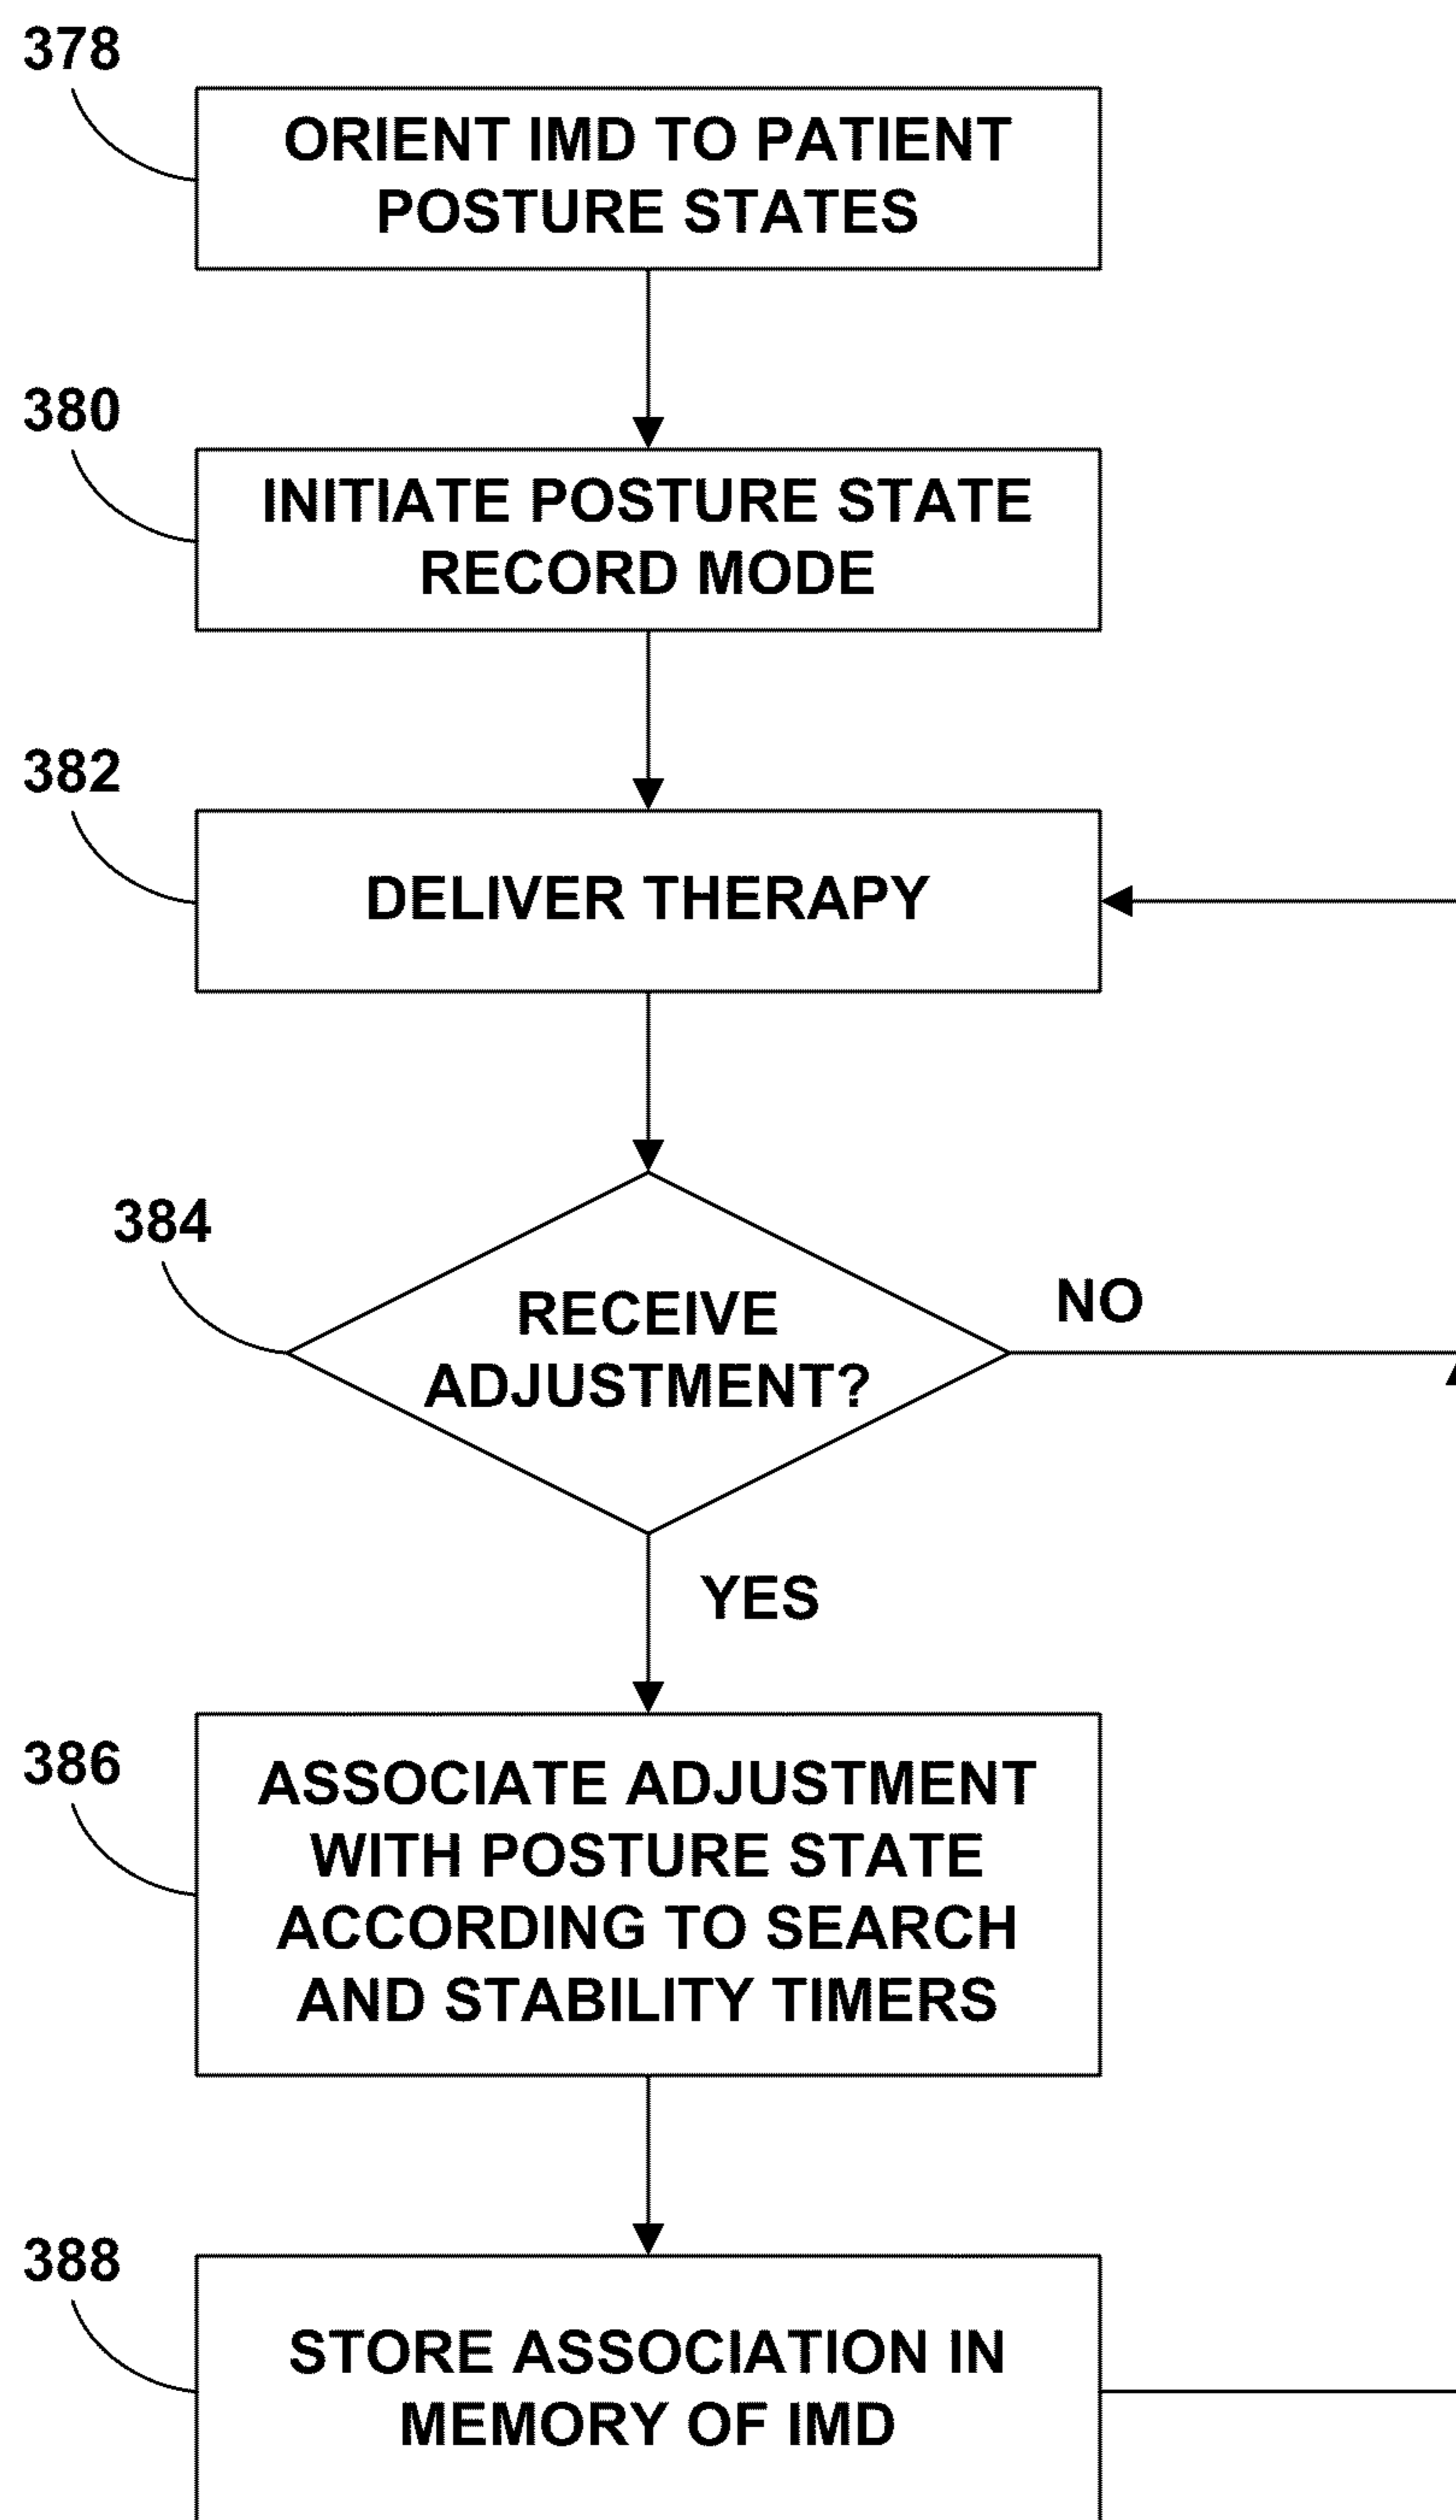 378
ORIENT IMD TO PATIENT
POSTURE STATES
380
INITIATE POSTURE STATE
RECORD MODE
382
DELIVER THERAPY
384
RECEIVE
ADJUSTMENT?
NO
YES
386
ASSOCIATE ADJUSTMENT
WITH POSTURE STATE
ACCORDING TO SEARCH
AND STABILITY TIMERS
388
STORE ASSOCIATION IN
MEMORY OF IMD